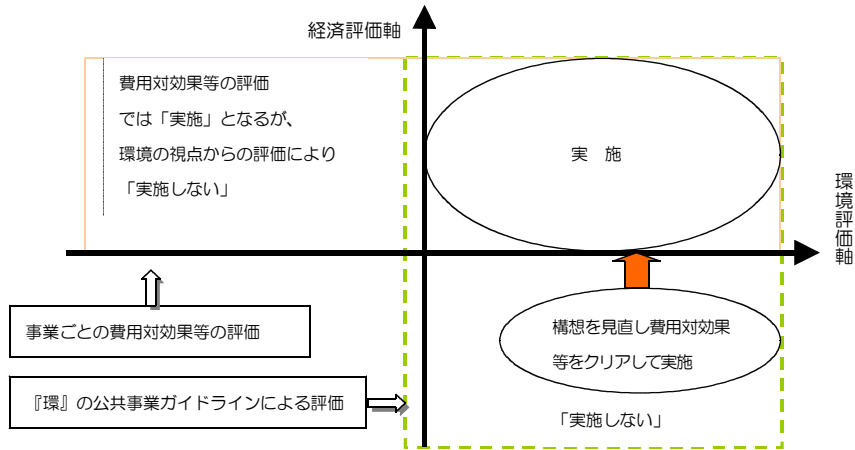 経済評価軸
費用対効果等の評価
では「実施」となるが、
環境の視点からの評価により
「実施しない」
実　施
環境評価軸
事業ごとの費用対効果等の評価
構想を見直し費用対効果
等をクリアして実施
『環』の公共事業ガイドラインによる評価
「実施しない」